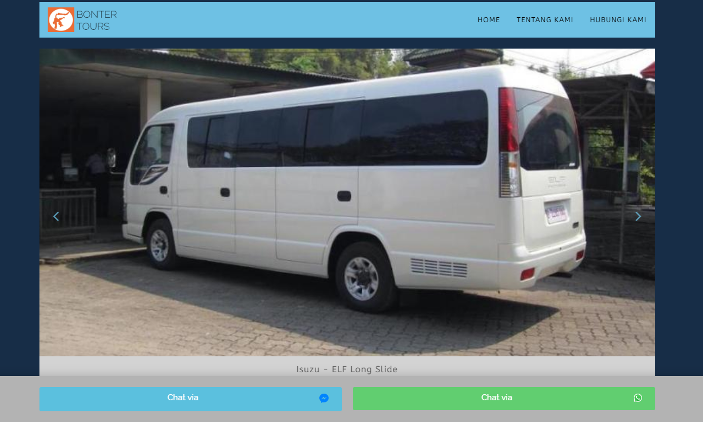 BONTER
TOURS
HOME
TENTANG KAMI
HUBUNGI KAMI
Isuzu - ELF Long Slide
Chat via
Chat via